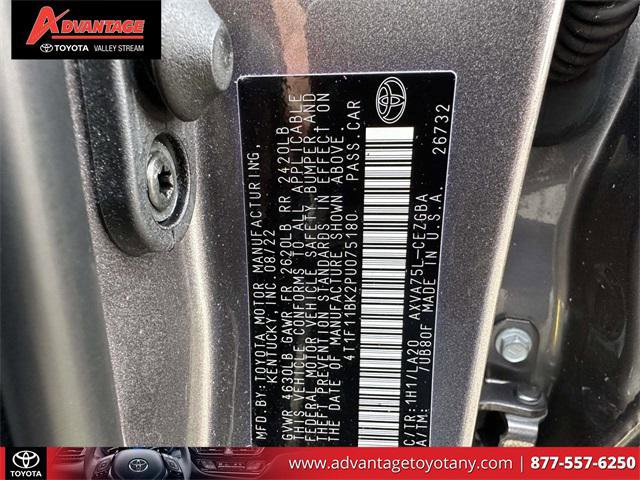 ADVANTAGE
TOYOTA VALLEY STREAM
MFD.BY:TOYOTA MOTOR MANUFACTURING,
KENTUCKY, INC.08/22
GVWR 4630LB GAWR FR 2620LB RR 2420LB
THIS VEHICLE CONFORMS TO ALL APPLICABLE
FEDERAL MOTOR VEHICLE SAFETY, BUMPER AND
THEFT PREVENTION STANDARDS IN EFFECT ON
THE DATE OF MANUFACTURE SHOWN ABOVE.
4T1F11BK2PU075180. PASS.CAR
C/TR:1H1/LA20 AXVA75L-CEZGBA
A/TM: /UB80F MADE IN U.S.A. 26732
TOYOTA
www.advantagetoyotany.com | 877-557-6250